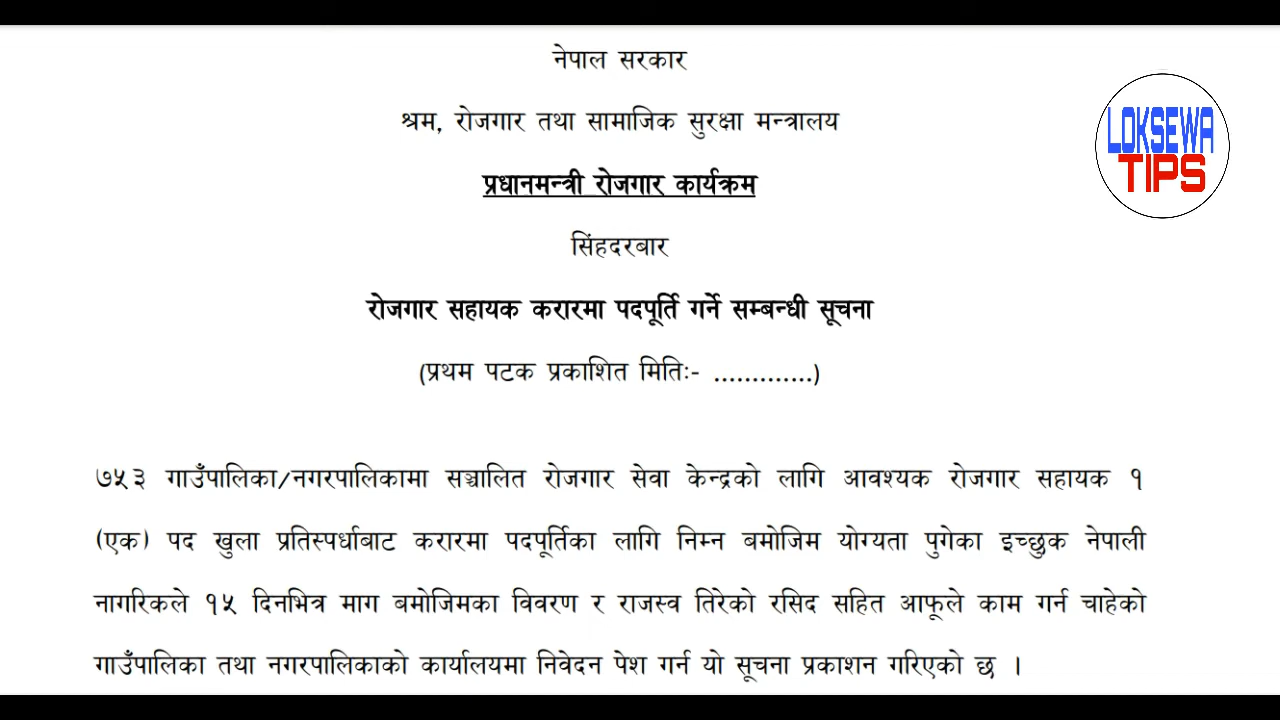 नेपाल सरकार
श्रम, रोजगार तथा सामाजिक सुरक्षा मन्त्रालय
LOKSEWA
TIPS
प्रधानमन्त्री रोजगार कार्यक्रम
सिंहदरबार
रोजगार सहायक करारमा पदपूर्ति गर्ने सम्बन्धी सूचना
(प्रथम पटक प्रकाशित मितिः- .............)
७५३ गाउँपालिका/नगरपालिकामा सञ्चालित रोजगार सेवा केन्द्रको लागि आवश्यक रोजगार सहायक १
(एक) पद खुला प्रतिस्पर्धाबाट करारमा पदपूर्तिका लागि निम्न बमोजिम योग्यता पुगेका इच्छुक नेपाली
नागरिकले १५ दिनभित्र माग बमोजिमका विवरण र राजस्व तिरेको रसिद सहित आफूले काम गर्न चाहेको
गाउँपालिका तथा नगरपालिकाको कार्यालयमा निवेदन पेश गर्न यो सूचना प्रकाशन गरिएको छ ।